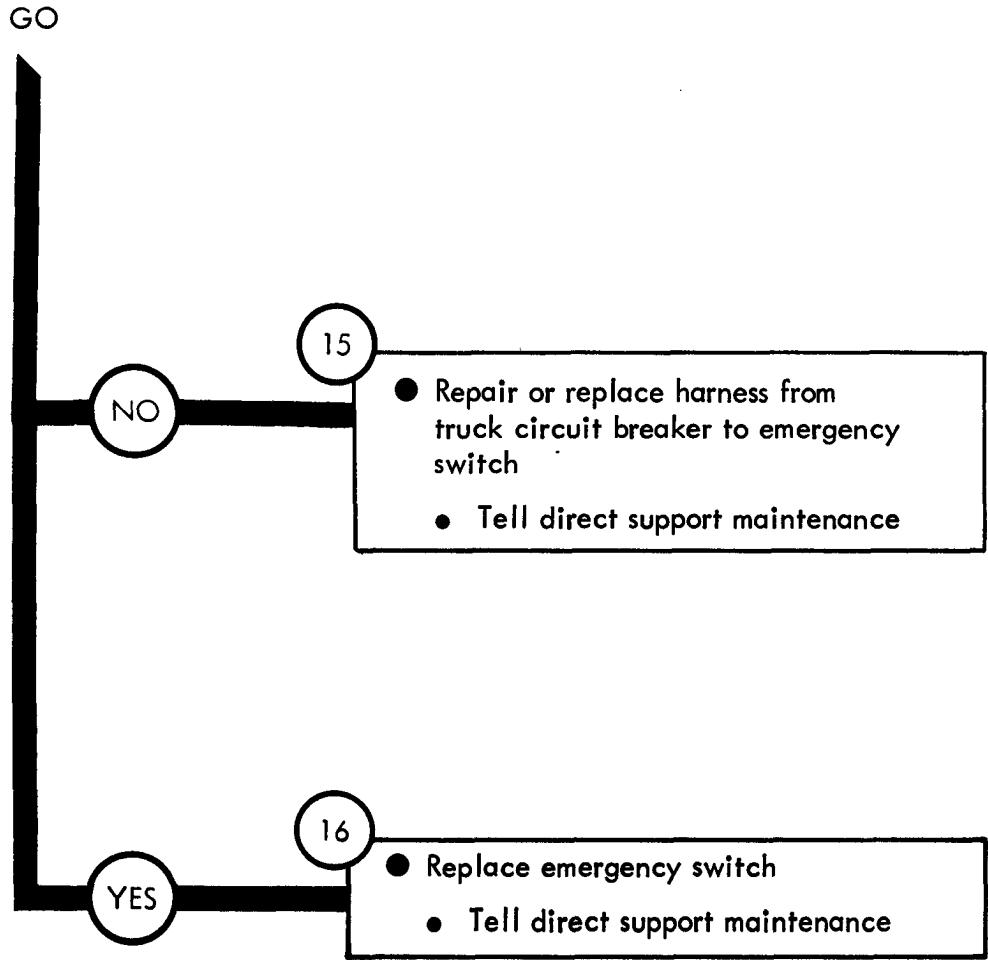 GO
15
NO
● Repair or replace harness from
truck circuit breaker to emergency
switch
● Tell direct support maintenance
16
YES
● Replace emergency switch
● Tell direct support maintenance